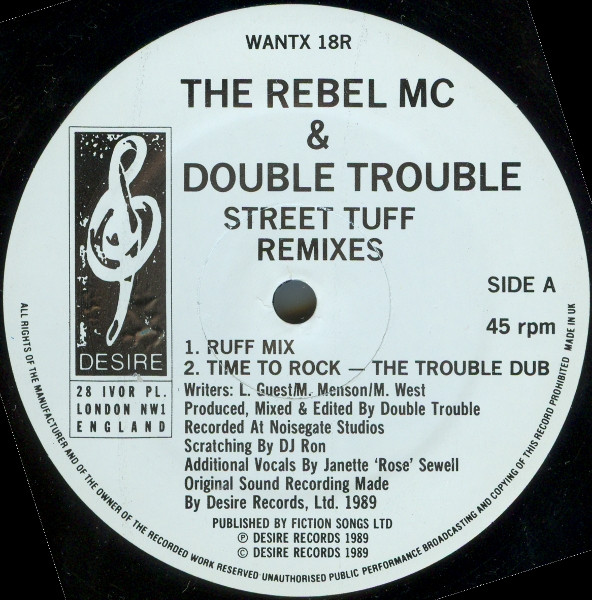 WANTX 18R
THE REBEL MC
&
DOUBLE TROUBLE
STREET TUFF
REMIXES
SIDE A
45 rpm
DESIRE
28 IVOR PL.
LONDON NW1
ENGLAND
1. RUFF MIX
2. TIME TO ROCK — THE TROUBLE DUB
Writers: L. Guest/M. Menson/M. West
Produced, Mixed & Edited By Double Trouble
Recorded At Noisegate Studios
Scratching By DJ Ron
Additional Vocals By Janette 'Rose' Sewell
Original Sound Recording Made
By Desire Records, Ltd. 1989
PUBLISHED BY FICTION SONGS LTD
℗ DESIRE RECORDS 1989
© DESIRE RECORDS 1989
ALL RIGHTS OF THE MANUFACTURER AND OF THE OWNER OF THE RECORDED WORK RESERVED UNAUTHORISED PUBLIC PERFORMANCE BROADCASTING AND COPYING OF THIS RECORD PROHIBITED MADE IN UK